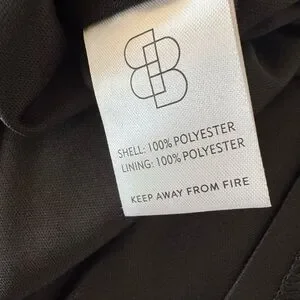 SHELL: 100% POLYESTER
LINING: 100% POLYESTER
KEEP AWAY FROM FIRE